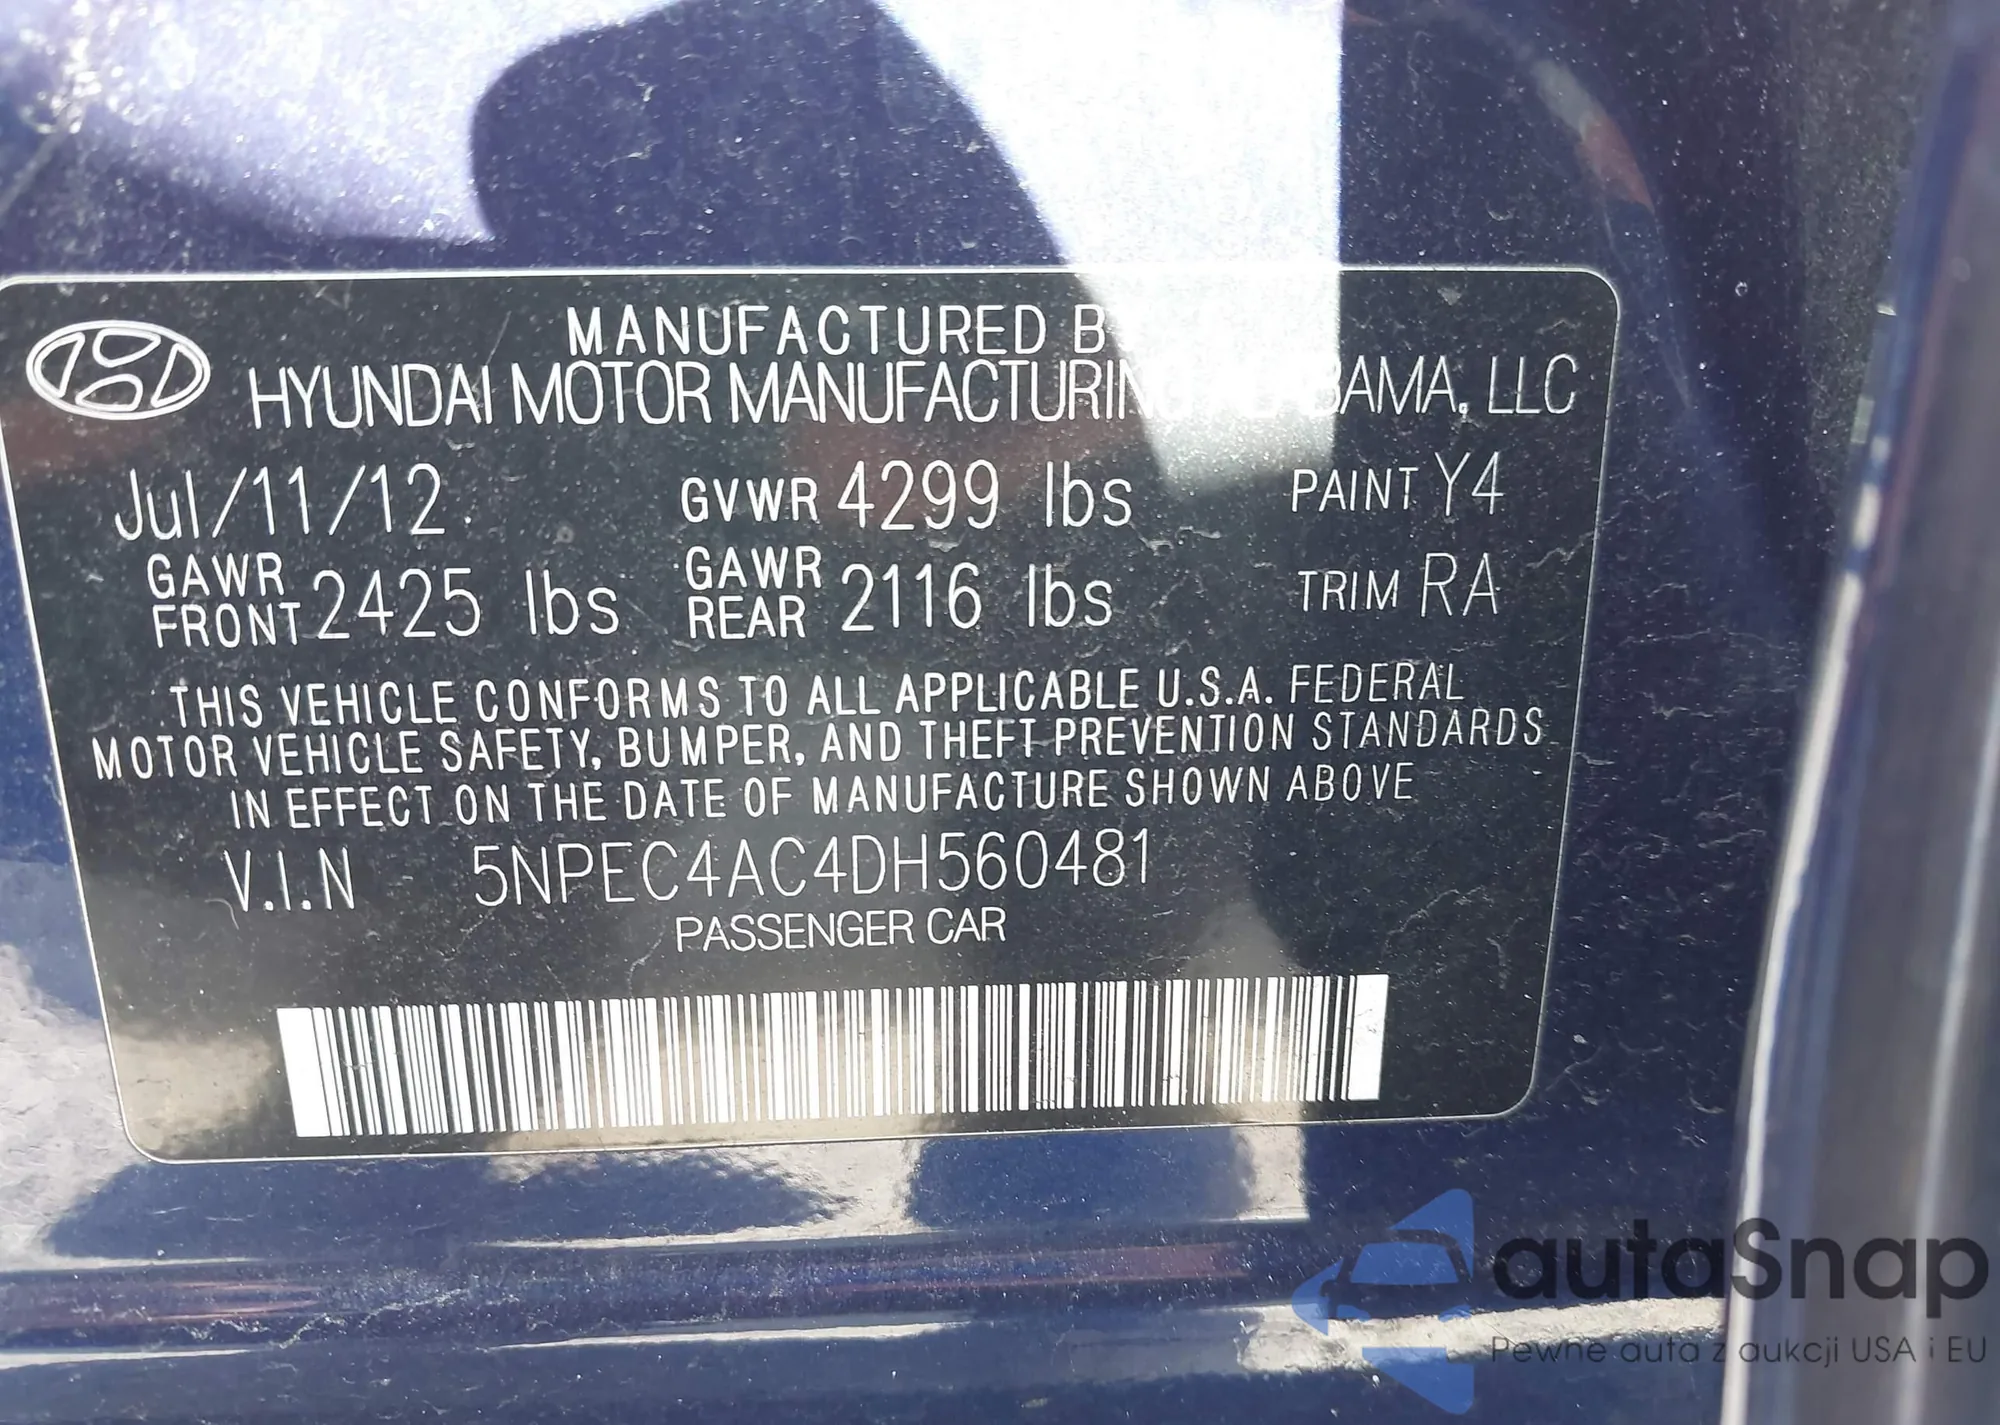 MANUFACTURED B
HYUNDAI MOTOR MANUFACTURING ALABAMA, LLC
Jul/11/12 GVWR 4299 lbs PAINT Y4
GAWR FRONT 2425 lbs GAWR REAR 2116 lbs TRIM RA
THIS VEHICLE CONFORMS TO ALL APPLICABLE U.S.A. FEDERAL
MOTOR VEHICLE SAFETY, BUMPER, AND THEFT PREVENTION STANDARDS
IN EFFECT ON THE DATE OF MANUFACTURE SHOWN ABOVE
V.I.N 5NPEC4AC4DH560481
PASSENGER CAR
autaSnap
Pewne auta z aukcji USA i EU